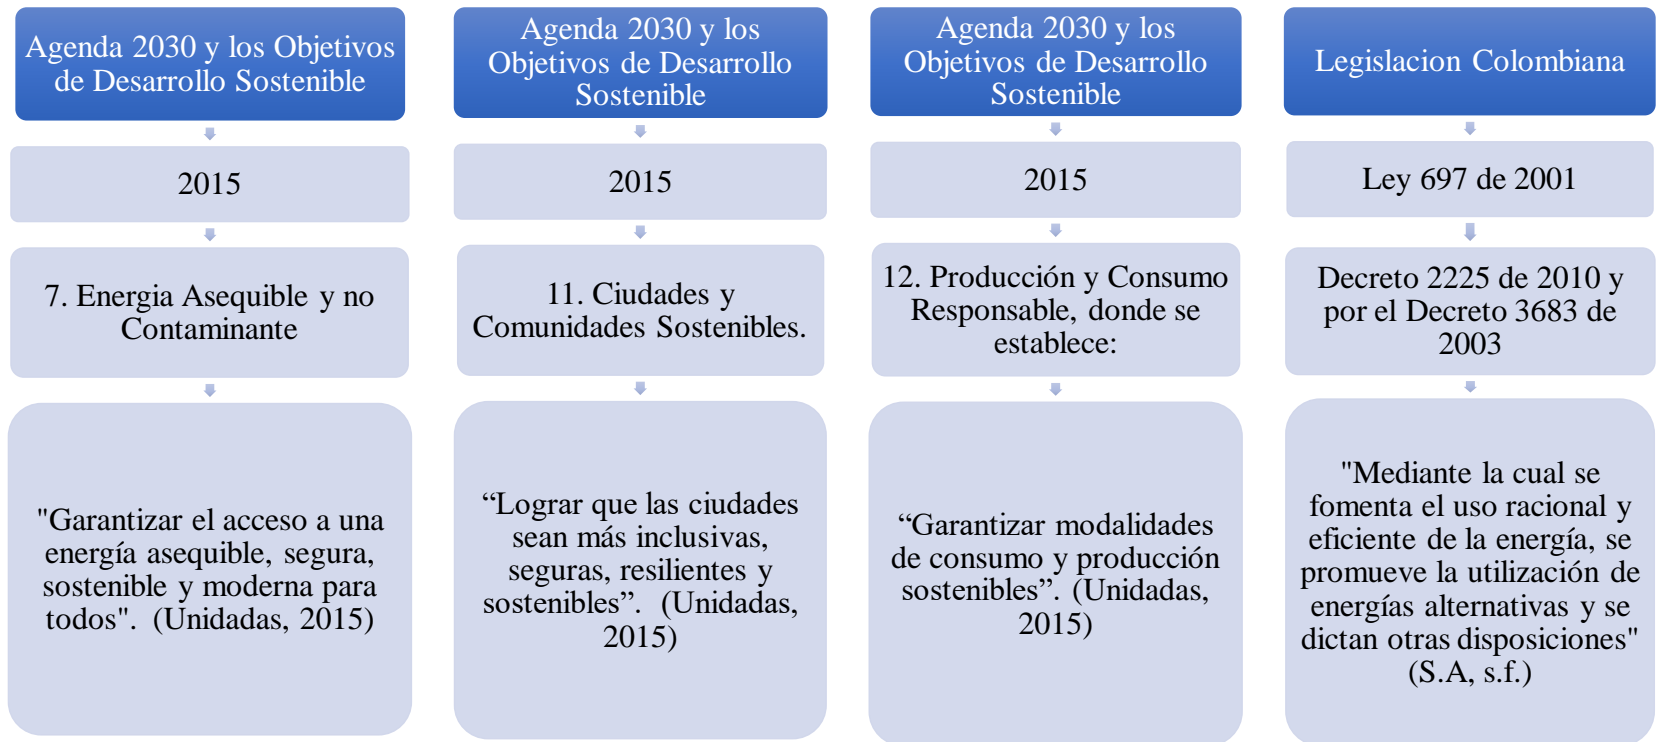 Agenda 2030 y los Objetivos
de Desarrollo Sostenible
2015
7. Energia Asequible y no
Contaminante
"Garantizar el acceso a una
energía asequible, segura,
sostenible y moderna para
todos". (Unidadas, 2015)
Agenda 2030 y los
Objetivos de Desarrollo
Sostenible
2015
11. Ciudades y
Comunidades Sostenibles.
“Lograr que las ciudades
sean más inclusivas,
seguras, resilientes y
sostenibles”. (Unidadas,
2015)
Agenda 2030 y los
Objetivos de Desarrollo
Sostenible
2015
12. Producción y Consumo
Responsable, donde se
establece:
“Garantizar modalidades
de consumo y producción
sostenibles”. (Unidadas,
2015)
Legislacion Colombiana
Ley 697 de 2001
Decreto 2225 de 2010 y
por el Decreto 3683 de
2003
"Mediante la cual se
fomenta el uso racional y
eficiente de la energía, se
promueve la utilización de
energías alternativas y se
dictan otras disposiciones"
(S.A, s.f.)